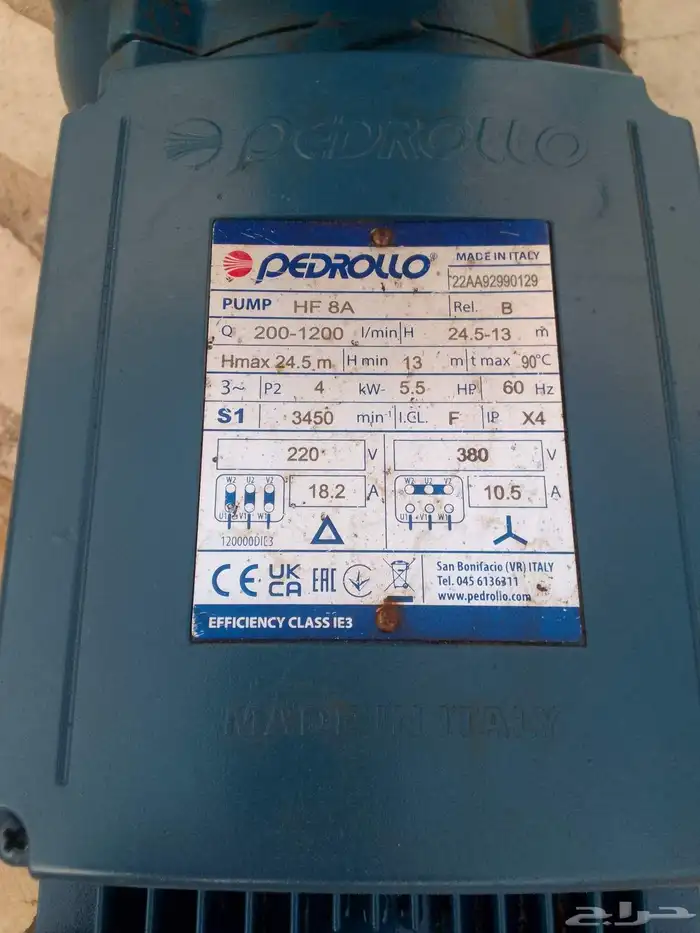 PEDROLLO
PEDROLLO MADE IN ITALY
22AA92990129
PUMP HF 8A Rel. B
Q 200-1200 l/min H 24.5-13 m
Hmax 24.5 m H min 13 m t max 90°C
3~ P2 4 kW 5.5 HP 60 Hz
S1 3450 min-1 I.CL. F IP X4
220 V 380 V
W2 U2 V2 W2 U2 V2
18.2 A 10.5 A
U1 V1 W1 U1 V1 W1
120000DIE3
CE UK CA EAC
San Bonifacio (VR) ITALY
Tel. 045 6136311
www.pedrollo.com
EFFICIENCY CLASS IE3
MADE IN ITALY
حراج